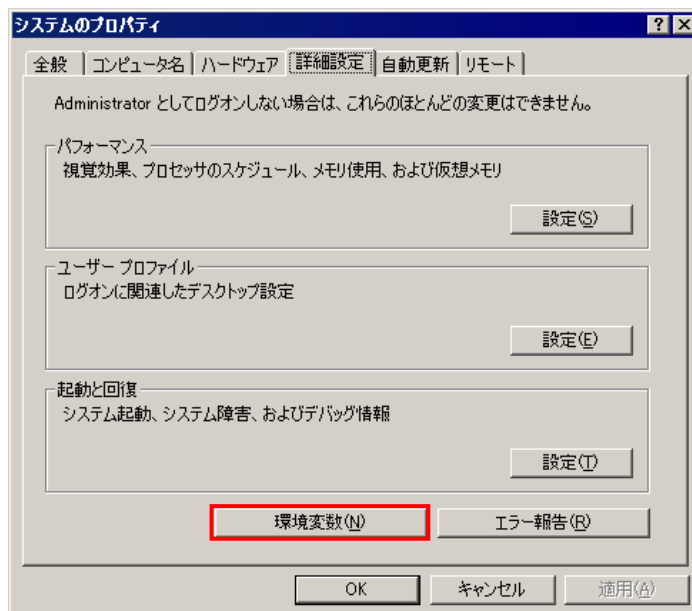 システムのプロパティ
全般 コンピュータ名 ハードウェア 詳細設定 自動更新 リモート
Administrator としてログオンしない場合は、これらのほとんどの変更はできません。
パフォーマンス
視覚効果、プロセッサのスケジュール、メモリ使用、および仮想メモリ
設定(S)
ユーザー プロファイル
ログオンに関連したデスクトップ設定
設定(E)
起動と回復
システム起動、システム障害、およびデバッグ情報
設定(T)
環境変数(N) エラー報告(R)
OK キャンセル 適用(A)